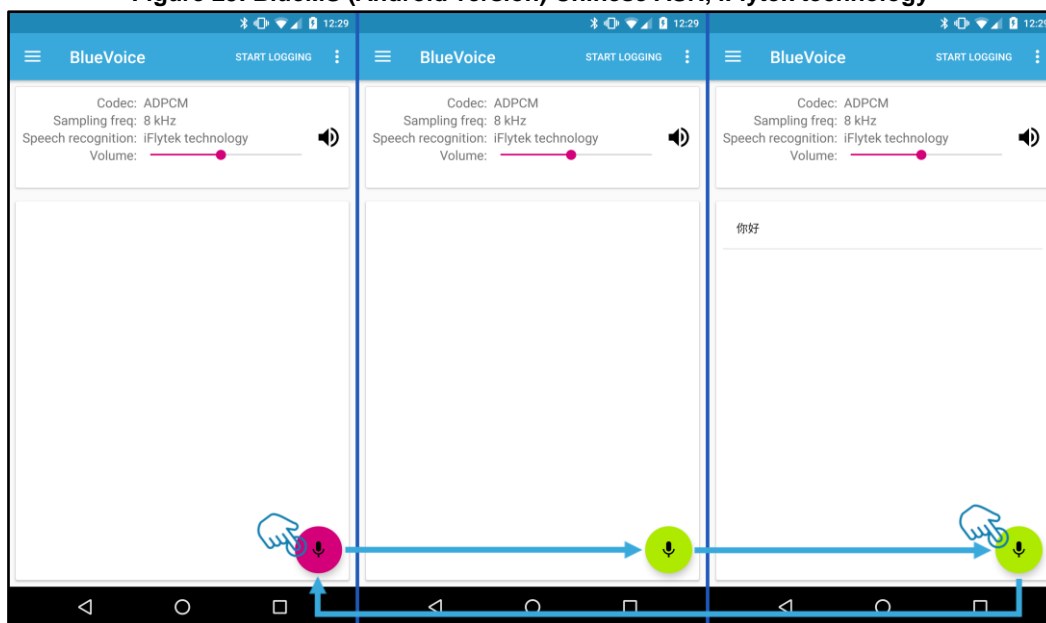 12:29
BlueVoice START LOGGING
Codec: ADPCM
Sampling freq: 8 kHz
Speech recognition: iFlytek technology
Volume:
12:29
BlueVoice START LOGGING
Codec: ADPCM
Sampling freq: 8 kHz
Speech recognition: iFlytek technology
Volume:
BlueVoice START LOGGING
Codec: ADPCM
Sampling freq: 8 kHz
Speech recognition: iFlytek technology
Volume:
你好